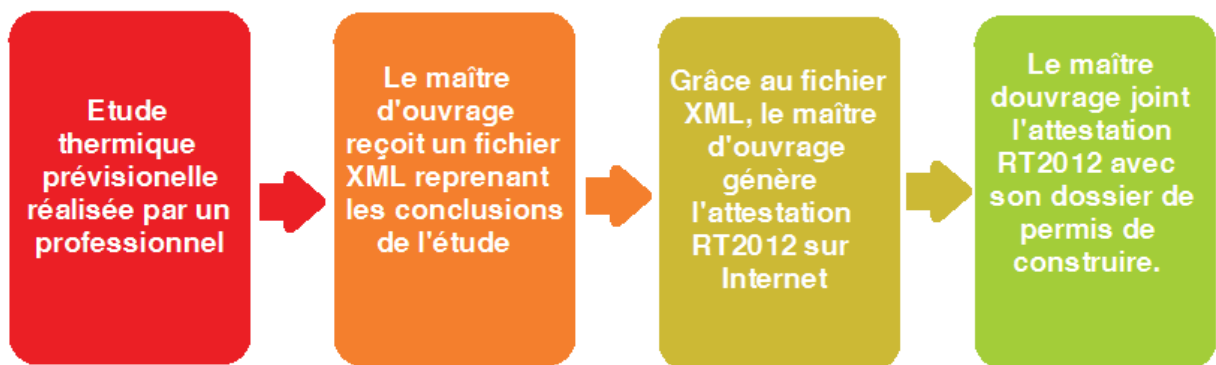 Etude
thermique
prévisionelle
réalisée par un
professionnel
Le maître
d'ouvrage
reçoit un fichier
XML reprenant
les conclusions
de l'étude
Grâce au fichier
XML, le maître
d'ouvrage
génère
l'attestation
RT2012 sur
Internet
Le maître
douvrage joint
l'attestation
RT2012 avec
son dossier de
permis de
construire.